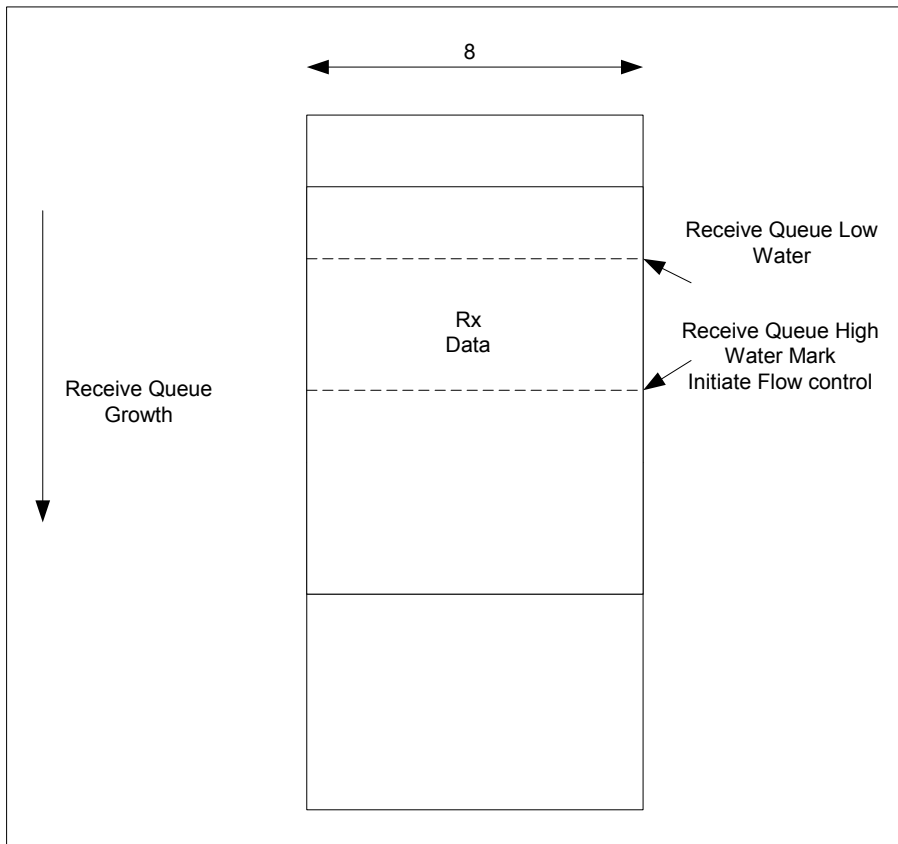 8
Receive Queue Low
Water
Rx
Data
Receive Queue High
Water Mark
Initiate Flow control
Receive Queue
Growth